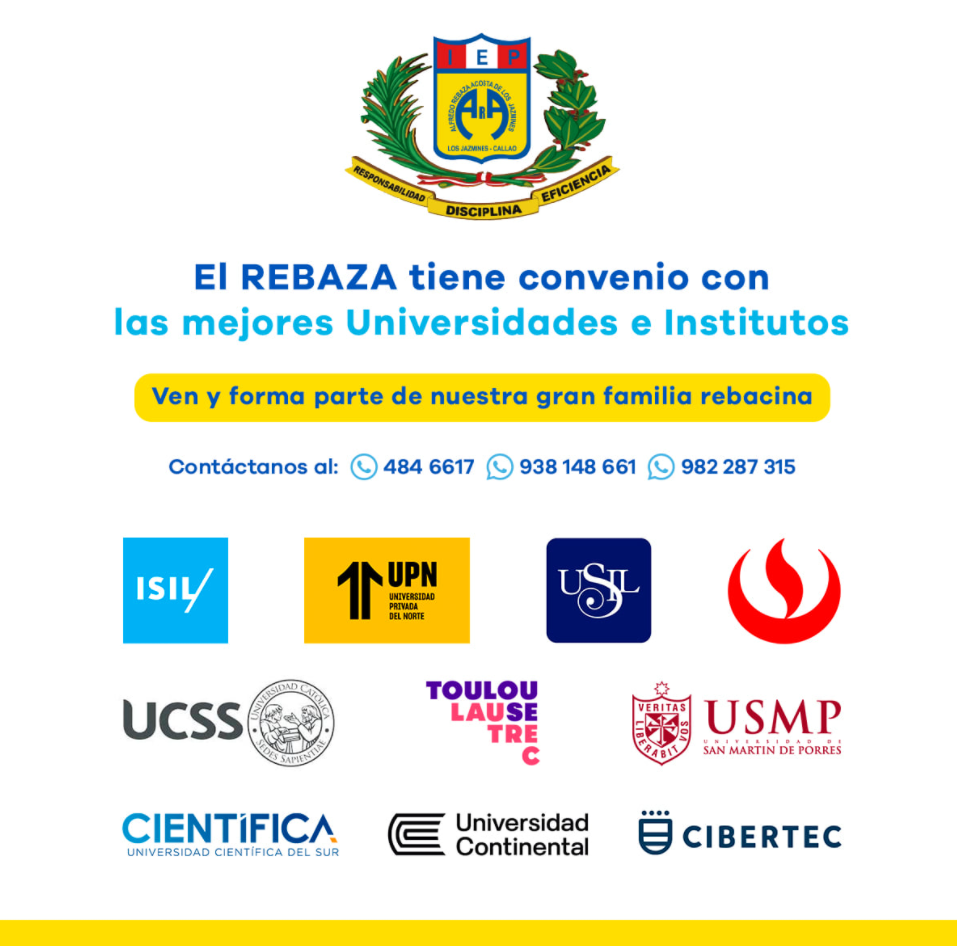 I E P
ALFREDO REBAZA ACOSTA DE LOS JAZMINES
ARA
LOS JAZMINES - CALLAO
RESPONSABILIDAD
DISCIPLINA
EFICIENCIA
El REBAZA tiene convenio con
las mejores Universidades e Institutos
Ven y forma parte de nuestra gran familia rebacina
Contáctanos al: 484 6617 938 148 661 982 287 315
ISIL/
UPN
UNIVERSIDAD
PRIVADA
DEL NORTE
USIL
UCSS
UNIVERSIDAD CATÓLICA
SEDES SAPIENTIAE
TOULOU
LAUSE
TRE
C
VERITAS
LIBERABIT VOS
USMP
UNIVERSIDAD DE
SAN MARTIN DE PORRES
CIENTÍFICA
UNIVERSIDAD CIENTÍFICA DEL SUR
Universidad
Continental
CIBERTEC